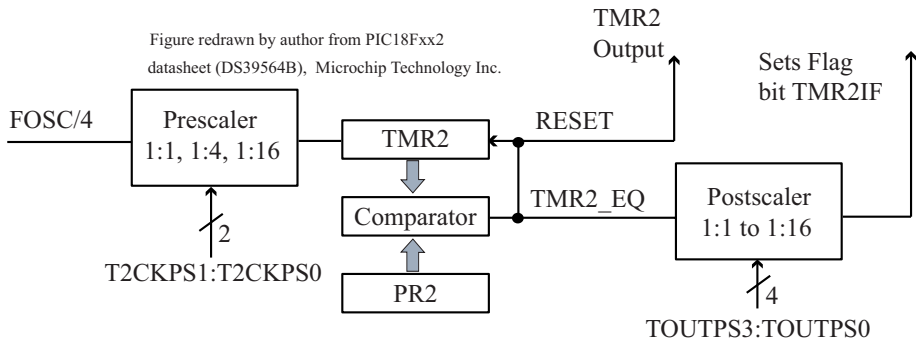 Figure redrawn by author from PIC18Fxx2
datasheet (DS39564B), Microchip Technology Inc.
TMR2
Output
Sets Flag
bit TMR2IF
FOSC/4
Prescaler
1:1, 1:4, 1:16
TMR2
RESET
Comparator
TMR2_EQ
Postscaler
1:1 to 1:16
2
T2CKPS1:T2CKPS0
PR2
4
TOUTPS3:TOUTPS0